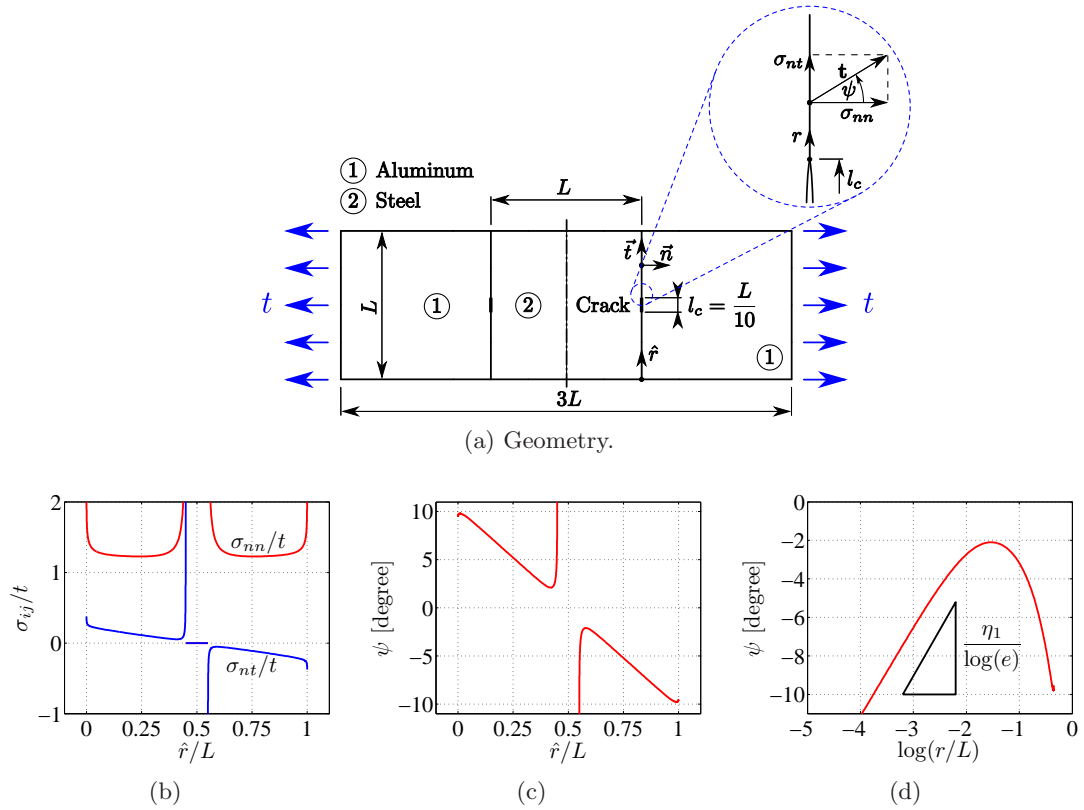 σnt
t
ψ
σnn
r
lc
① Aluminum
② Steel
L
t⃗
n⃗
t
L
①
②
Crack
lc = L/10
t
r̂
①
3L
(a) Geometry.
2
1
0
−1
σij/t
σnn/t
σnt/t
0 0.25 0.5 0.75 1
r̂/L
(b)
10
5
0
−5
−10
ψ [degree]
0 0.25 0.5 0.75 1
r̂/L
(c)
0
−2
−4
−6
−8
−10
ψ [degree]
η1/log(e)
−5 −4 −3 −2 −1 0
log(r/L)
(d)